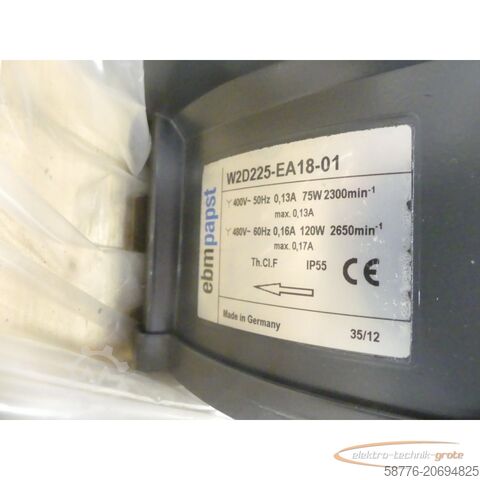 W2D225-EA18-01
Y 400V~ 50Hz 0,13A 75W 2300min-1
max. 0,13A
Y 480V~ 60Hz 0,16A 120W 2650min-1
max. 0,17A
Th.Cl.F IP55 CE
ebmpapst
Made in Germany
35/12
elektro-technik-grote
58776-20694825